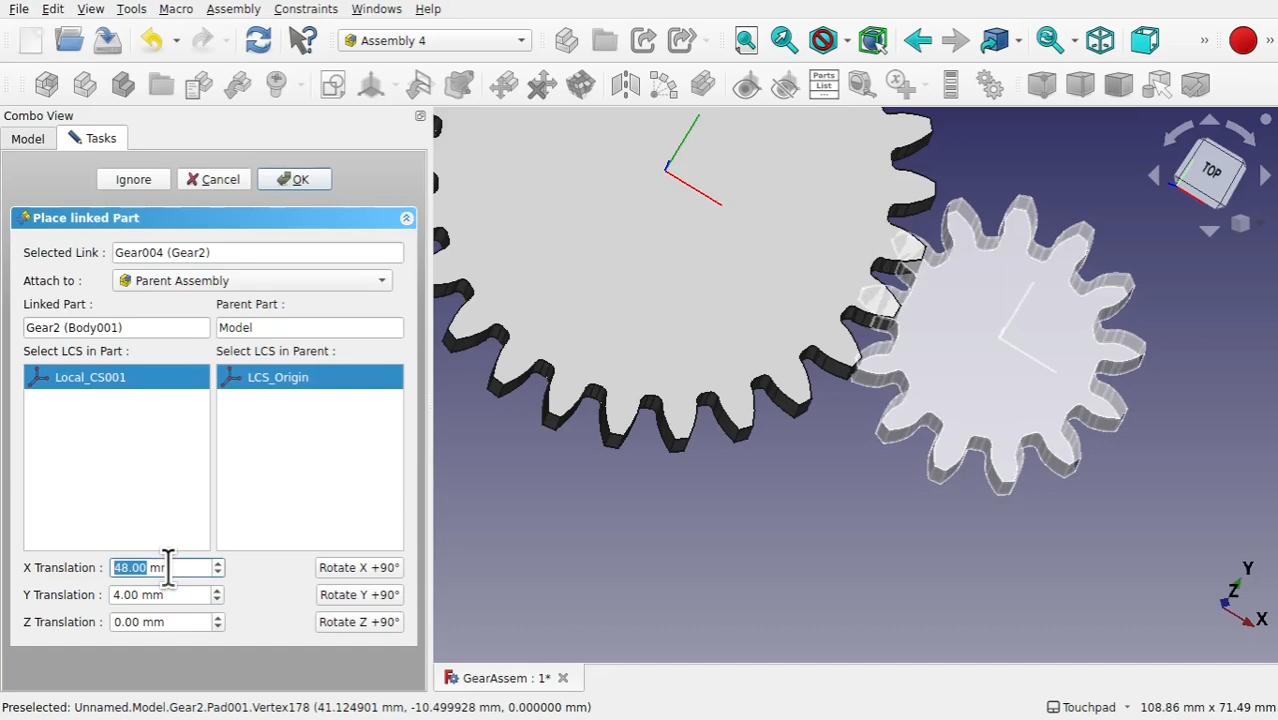 File Edit View Tools Macro Assembly Constraints Windows Help
Assembly 4
Parts List
Combo View
Model Tasks
Ignore Cancel OK
Place linked Part
Selected Link : Gear004 (Gear2)
Attach to : Parent Assembly
Linked Part : Parent Part :
Gear2 (Body001) Model
Select LCS in Part : Select LCS in Parent :
Local_CS001 LCS_Origin
X Translation : 48.00 mm Rotate X +90°
Y Translation : 4.00 mm Rotate Y +90°
Z Translation : 0.00 mm Rotate Z +90°
TOP
Y
Z
X
GearAssem : 1*
Preselected: Unnamed.Model.Gear2.Pad001.Vertex178 (41.124901 mm, -10.499928 mm, 0.000000 mm) Touchpad 108.86 mm x 71.49 mm